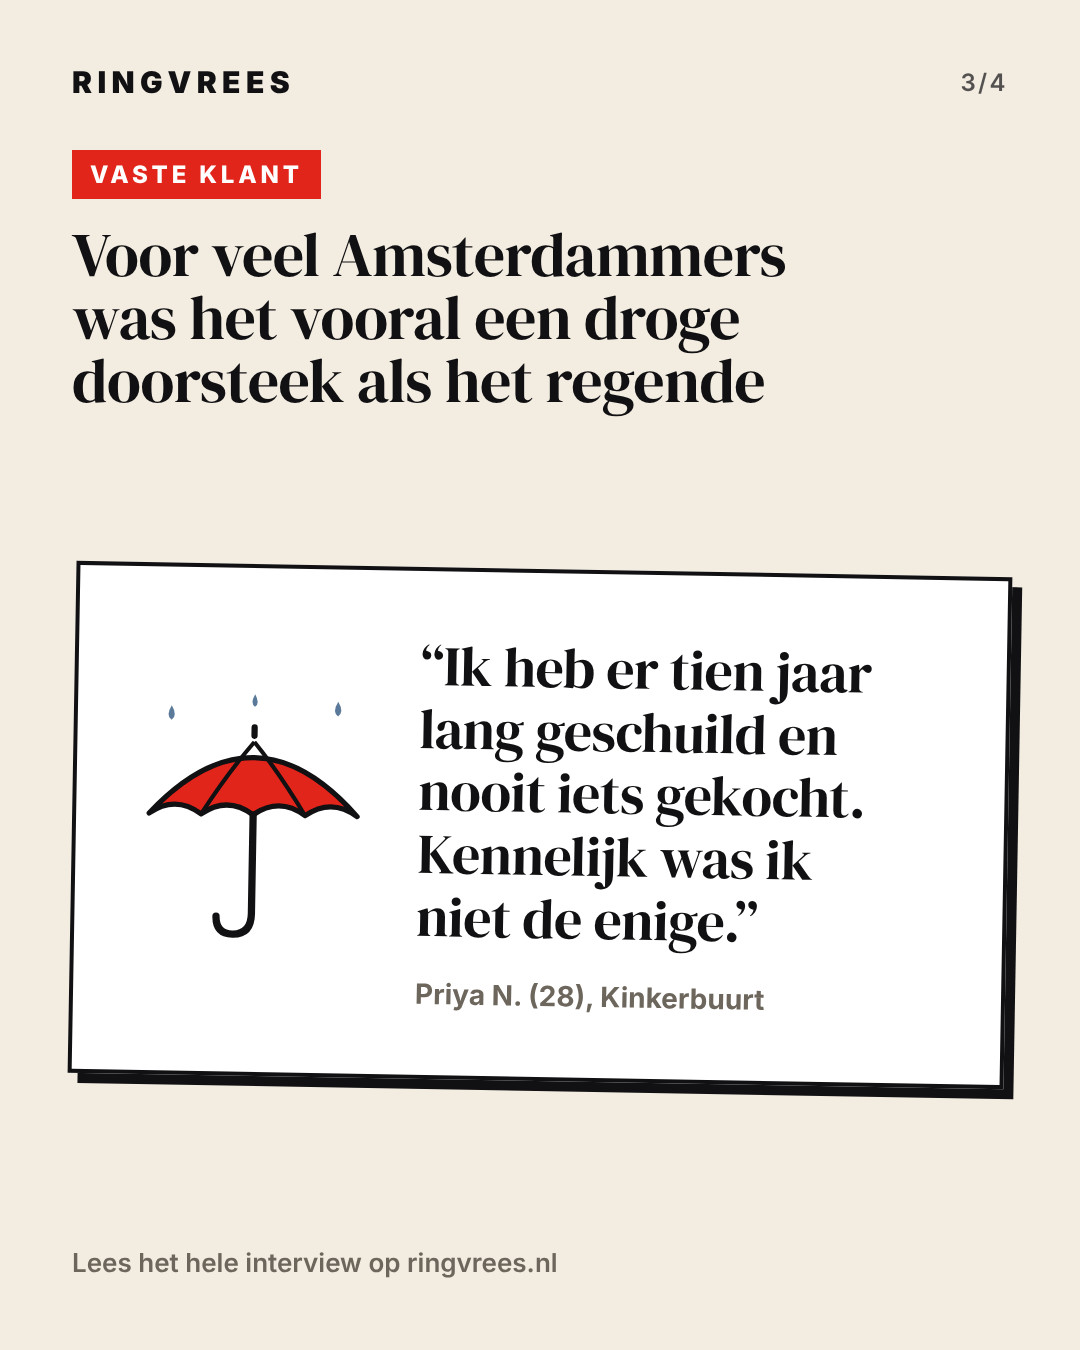 RINGVREES
3/4
VASTE KLANT
Voor veel Amsterdammers
was het vooral een droge
doorsteek als het regende
“Ik heb er tien jaar
lang geschuild en
nooit iets gekocht.
Kennelijk was ik
niet de enige.”
Priya N. (28), Kinkerbuurt
Lees het hele interview op ringvrees.nl